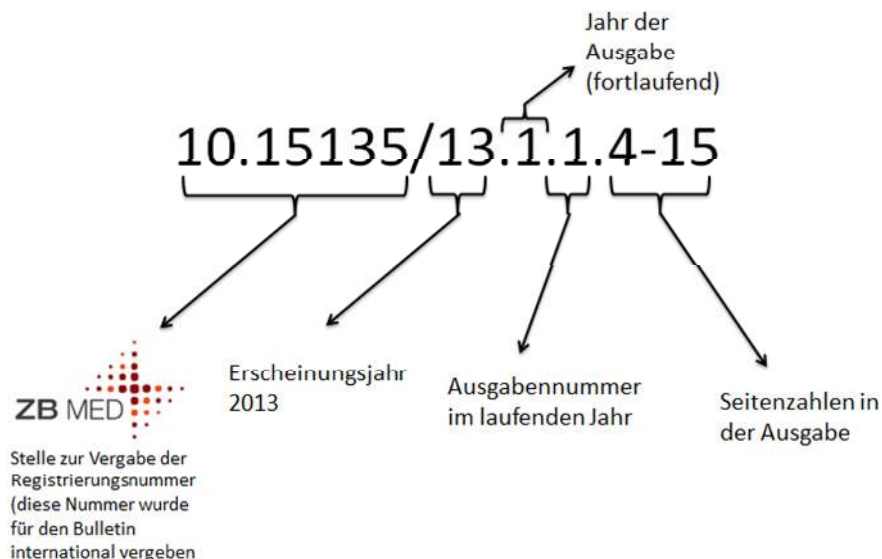 Jahr der
Ausgabe
(fortlaufend)
10.15135/13.1.1.4-15
ZB MED
Erscheinungsjahr
2013
Ausgabennummer
im laufenden Jahr
Seitenzahlen in
der Ausgabe
Stelle zur Vergabe der
Registrierungsnummer
(diese Nummer wurde
für den Bulletin
international vergeben